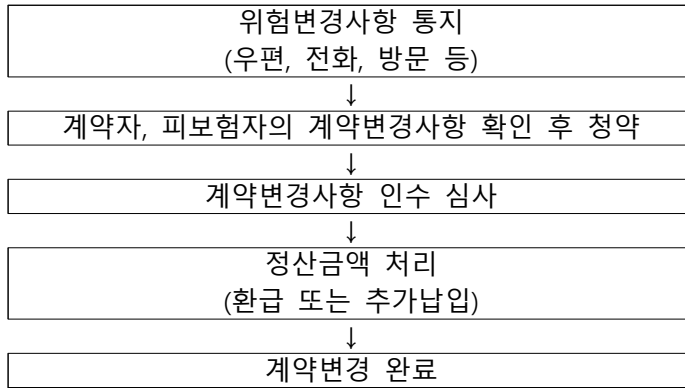 위험변경사항 통지
(우편, 전화, 방문 등)
↓
계약자, 피보험자의 계약변경사항 확인 후 청약
↓
계약변경사항 인수 심사
↓
정산금액 처리
(환급 또는 추가납입)
↓
계약변경 완료